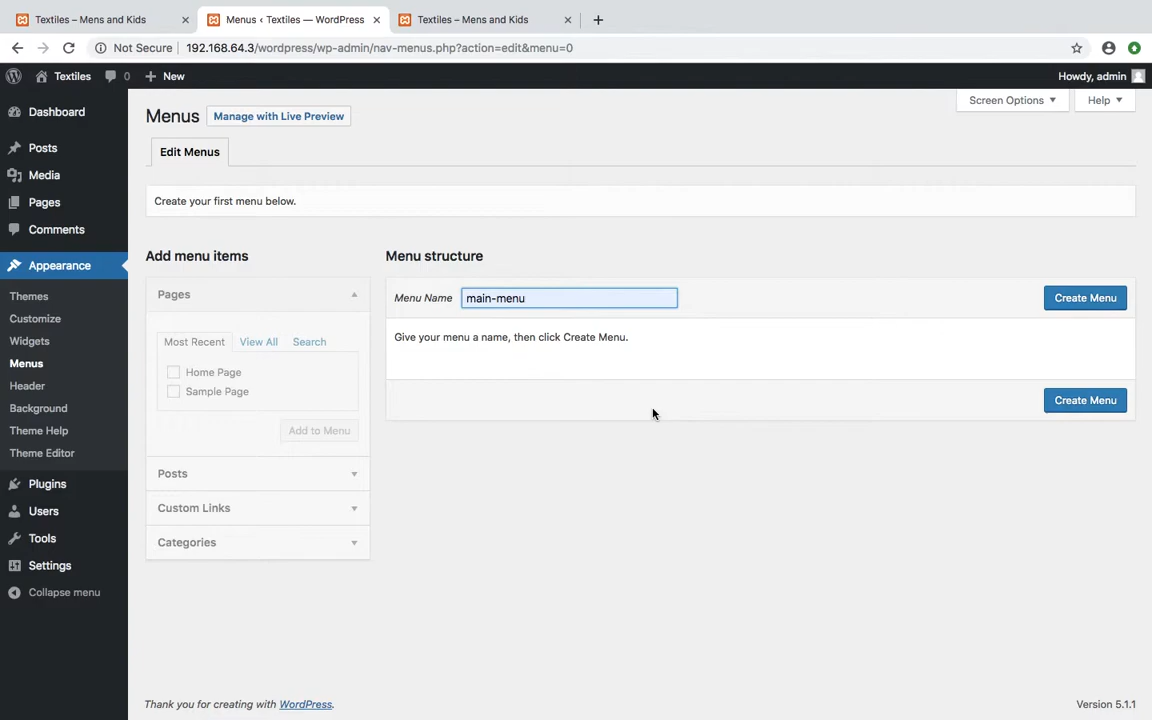 Textiles – Mens and Kids
Menus ‹ Textiles — WordPress
Textiles – Mens and Kids
Not Secure
192.168.64.3/wordpress/wp-admin/nav-menus.php?action=edit&menu=0
Textiles
0
New
Howdy, admin
Dashboard
Posts
Media
Pages
Comments
Appearance
Themes
Customize
Widgets
Menus
Header
Background
Theme Help
Theme Editor
Plugins
Users
Tools
Settings
Collapse menu
Screen Options
Help
Menus
Manage with Live Preview
Edit Menus
Create your first menu below.
Add menu items
Pages
Most Recent
View All
Search
Home Page
Sample Page
Add to Menu
Posts
Custom Links
Categories
Menu structure
Menu Name
main-menu
Create Menu
Give your menu a name, then click Create Menu.
Create Menu
Thank you for creating with WordPress.
Version 5.1.1